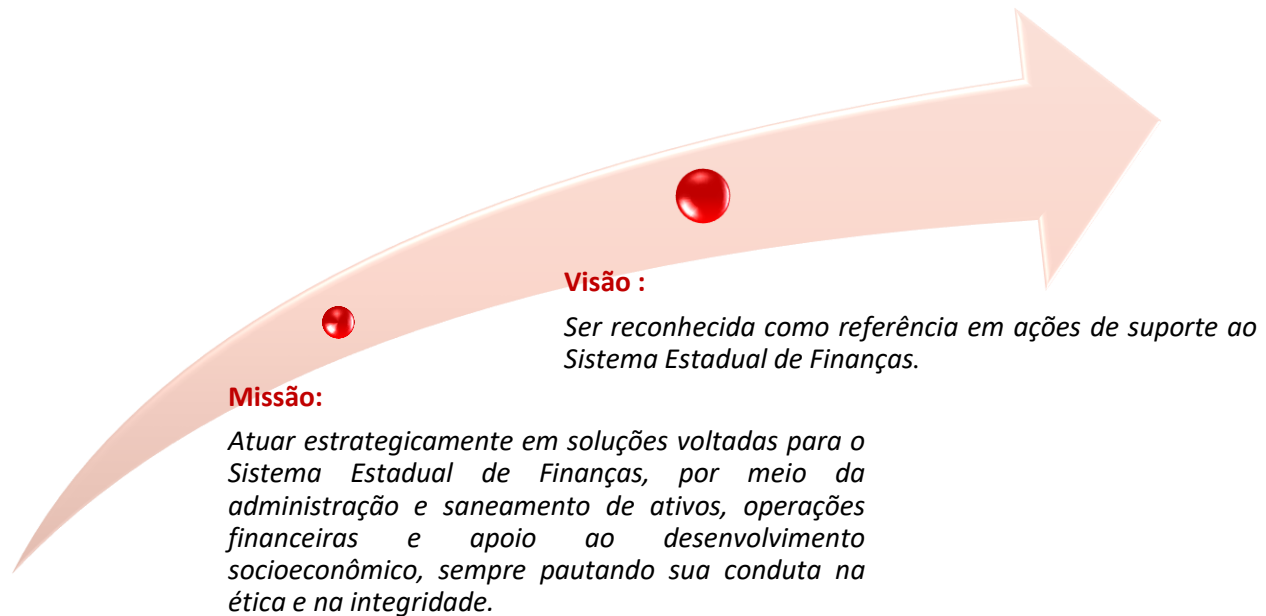 Visão :
Ser reconhecida como referência em ações de suporte ao
Sistema Estadual de Finanças.
Missão:
Atuar estrategicamente em soluções voltadas para o
Sistema Estadual de Finanças, por meio da
administração e saneamento de ativos, operações
financeiras e apoio ao desenvolvimento
socioeconômico, sempre pautando sua conduta na
ética e na integridade.